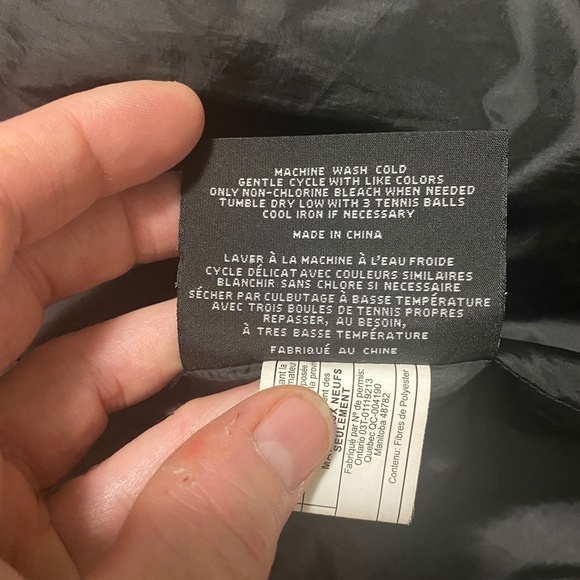 MACHINE WASH COLD
GENTLE CYCLE WITH LIKE COLORS
ONLY NON-CHLORINE BLEACH WHEN NEEDED
TUMBLE DRY LOW WITH 3 TENNIS BALLS
COOL IRON IF NECESSARY
MADE IN CHINA
LAVER À LA MACHINE À L'EAU FROIDE
CYCLE DÉLICAT AVEC COULEURS SIMILAIRES
BLANCHIR SANS CHLORE SI NECESSAIRE
SÉCHER PAR CULBUTAGE À BASSE TEMPÉRATURE
AVEC TROIS BOULES DE TENNIS PROPRES
REPASSER, AU BESOIN,
À TRES BASSE TEMPÉRATURE
FABRIQUÉ AU CHINE
NEUFS
SEULEMENT
Fabriqué par N° de permis:
Ontario 03T-01119213
Quebec QC-004190
Manitoba 48782
Contenu: Fibres de Polyester